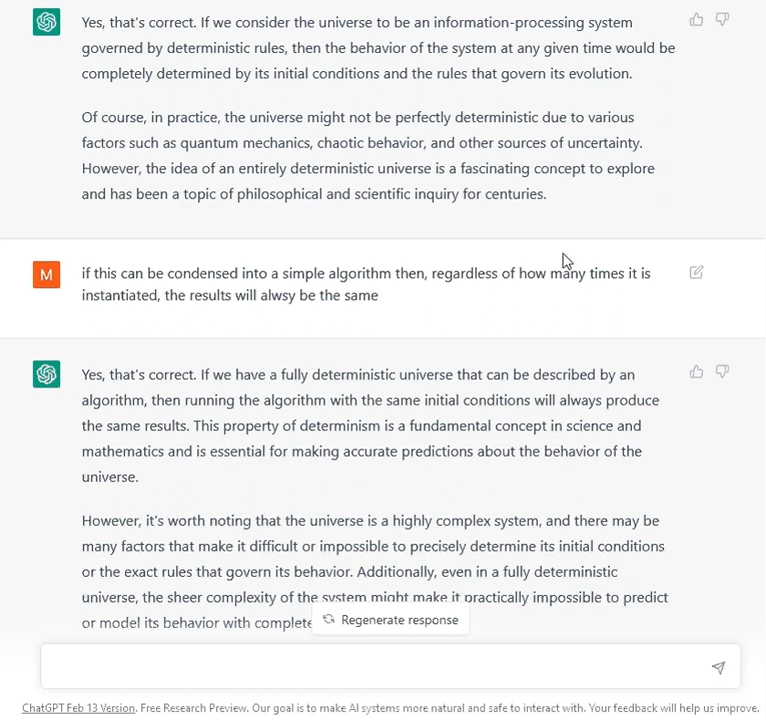 Yes, that's correct. If we consider the universe to be an information-processing system
governed by deterministic rules, then the behavior of the system at any given time would be
completely determined by its initial conditions and the rules that govern its evolution.
Of course, in practice, the universe might not be perfectly deterministic due to various
factors such as quantum mechanics, chaotic behavior, and other sources of uncertainty.
However, the idea of an entirely deterministic universe is a fascinating concept to explore
and has been a topic of philosophical and scientific inquiry for centuries.
M
if this can be condensed into a simple algorithm then, regardless of how many times it is
instantiated, the results will alwsy be the same
Yes, that's correct. If we have a fully deterministic universe that can be described by an
algorithm, then running the algorithm with the same initial conditions will always produce
the same results. This property of determinism is a fundamental concept in science and
mathematics and is essential for making accurate predictions about the behavior of the
universe.
However, it's worth noting that the universe is a highly complex system, and there may be
many factors that make it difficult or impossible to precisely determine its initial conditions
or the exact rules that govern its behavior. Additionally, even in a fully deterministic
universe, the sheer complexity of the system might make it practically impossible to predict
or model its behavior with complete
Regenerate response
ChatGPT Feb 13 Version. Free Research Preview. Our goal is to make AI systems more natural and safe to interact with. Your feedback will help us improve.